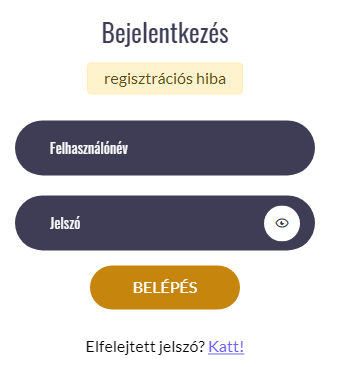 Bejelentkezés
regisztrációs hiba
Felhasználónév
Jelszó
BELÉPÉS
Elfelejtett jelszó? Katt!